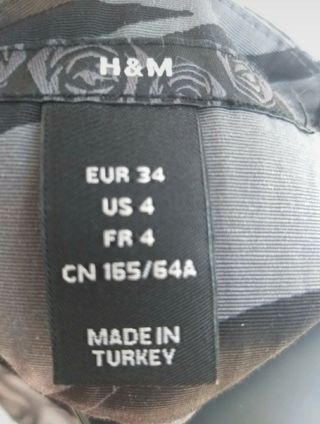 H&M
EUR 34
US 4
FR 4
CN 165/64A
MADE IN
TURKEY